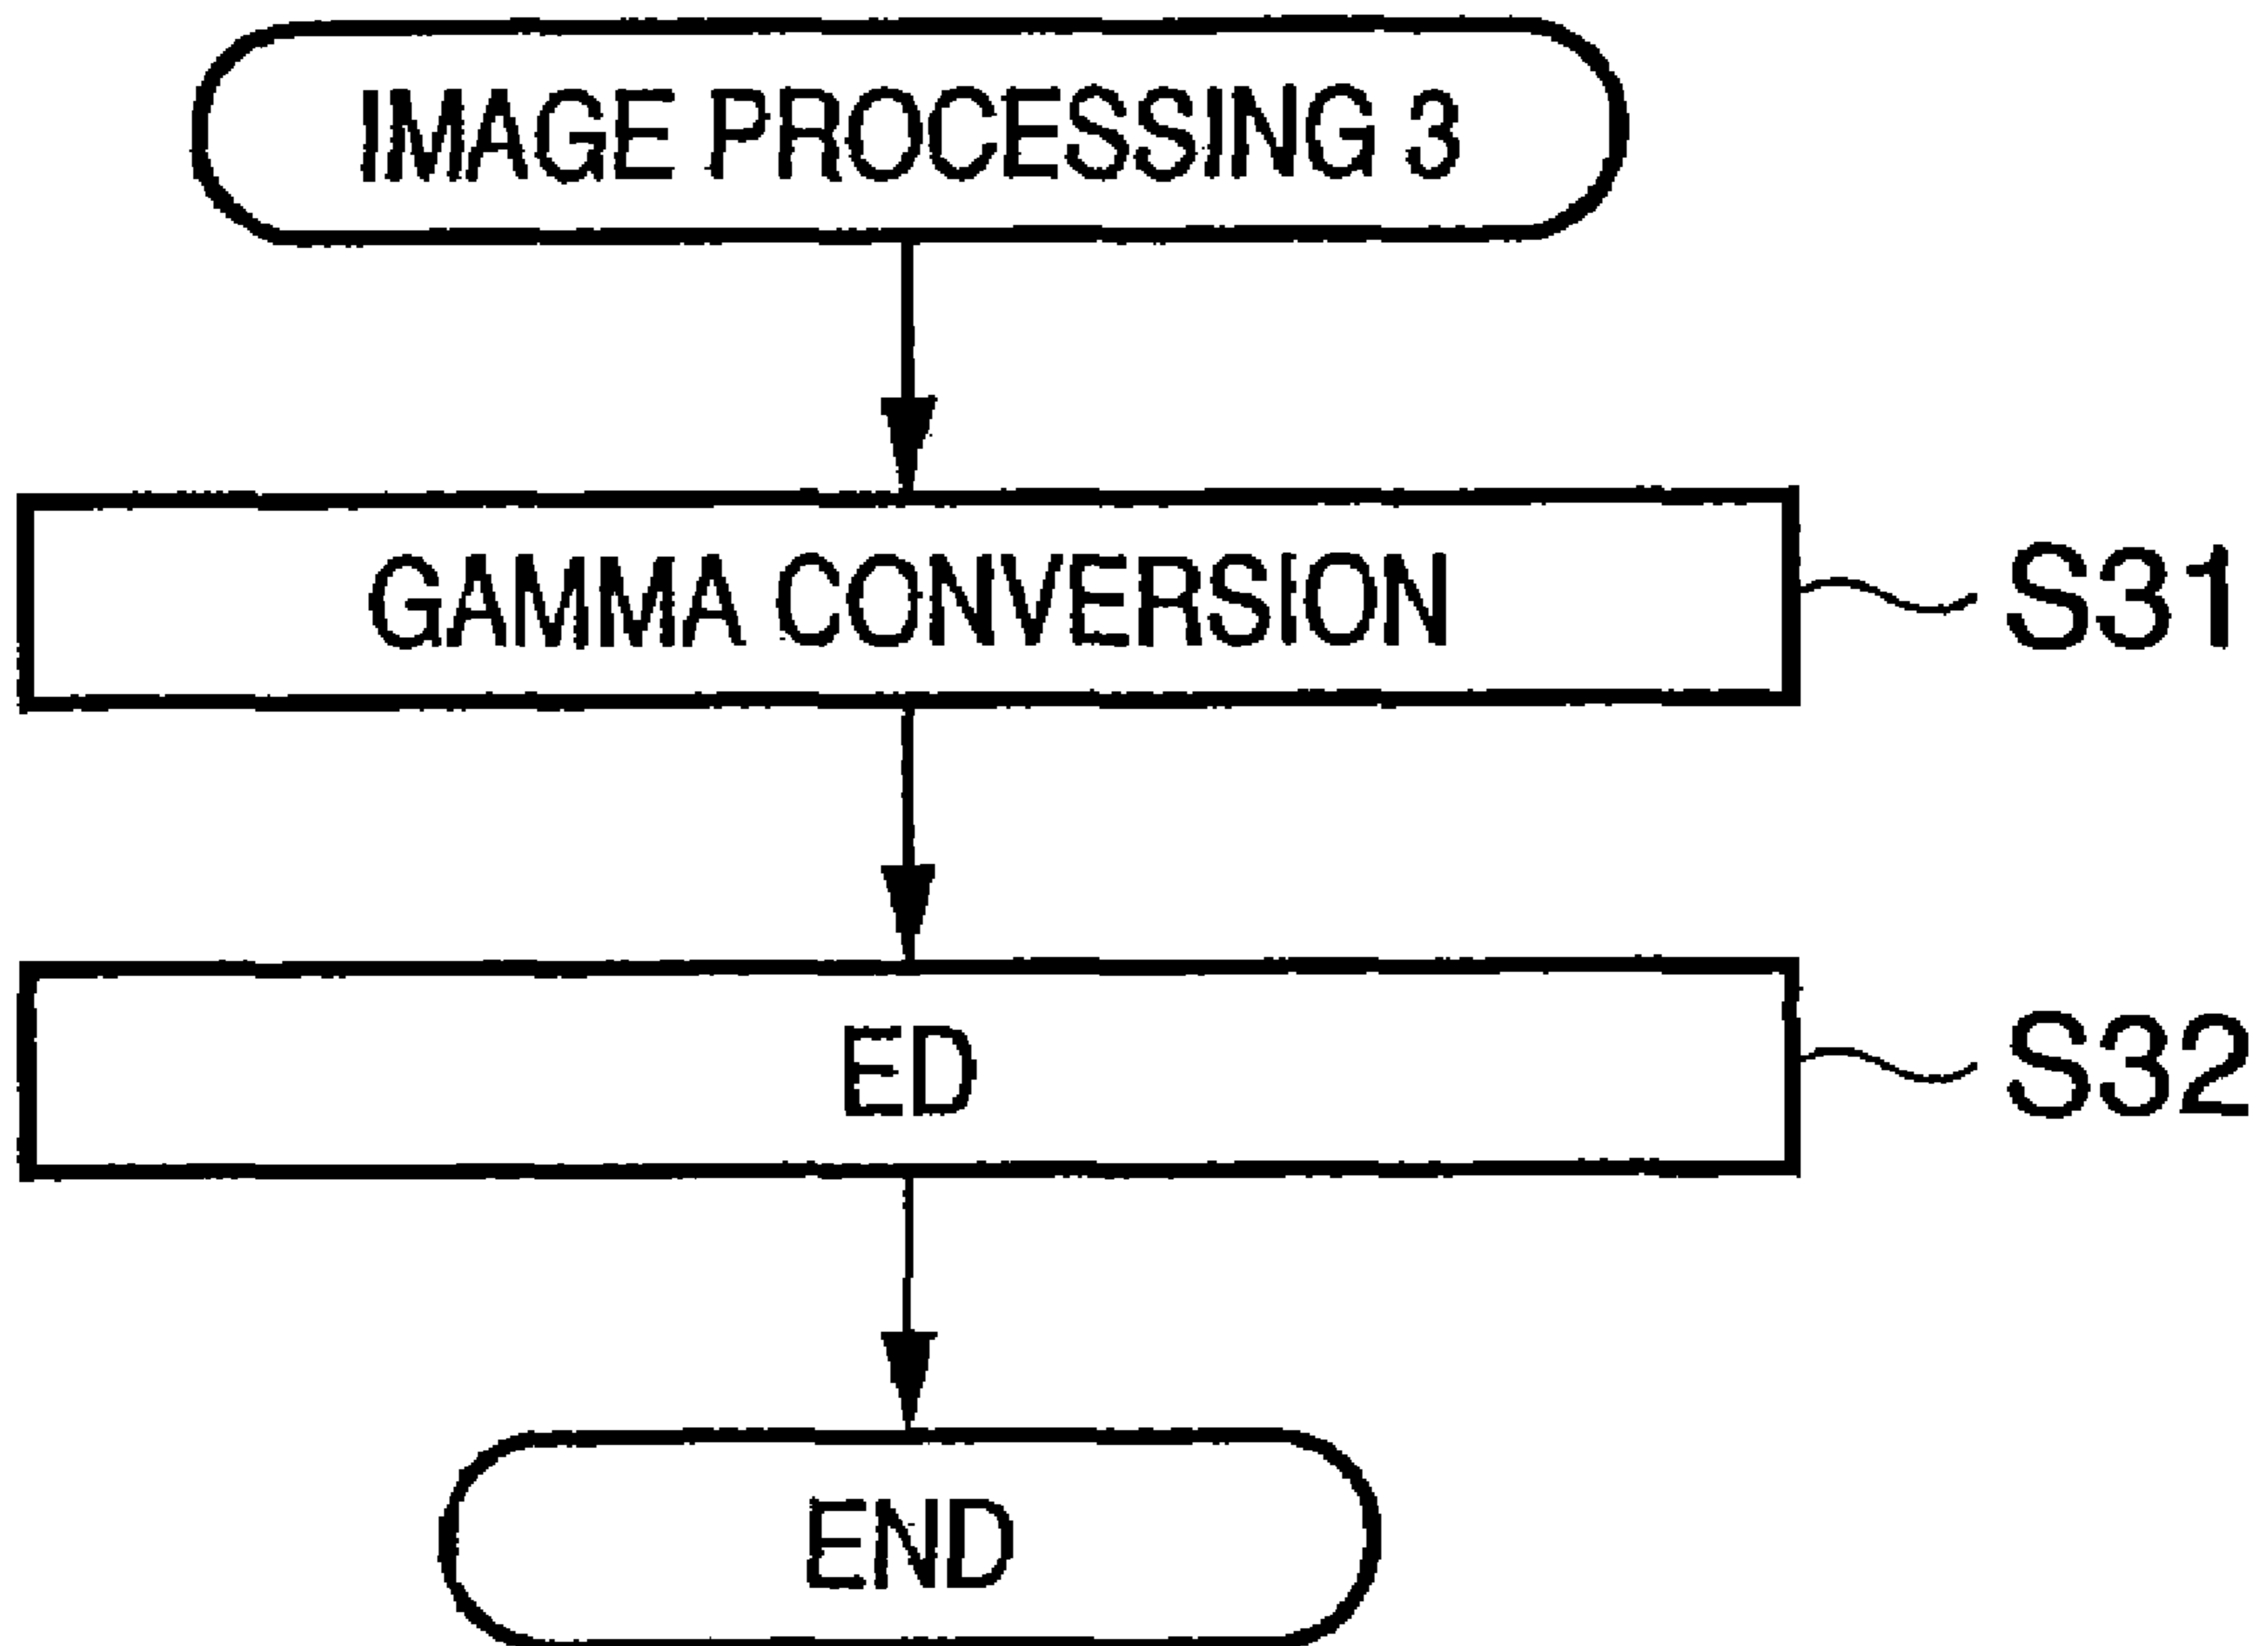 IMAGE PROCESSING 3
GAMMA CONVERSION
S31
ED
S32
END